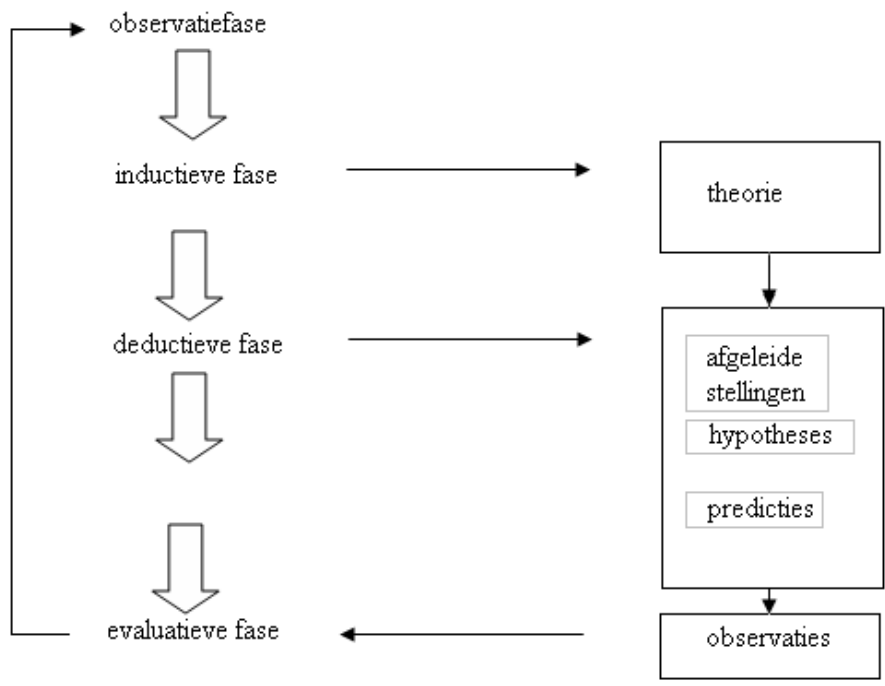 observatiefase
inductieve fase
theorie
deductieve fase
afgeleide
stellingen
hypotheses
predicties
evaluatieve fase
observaties